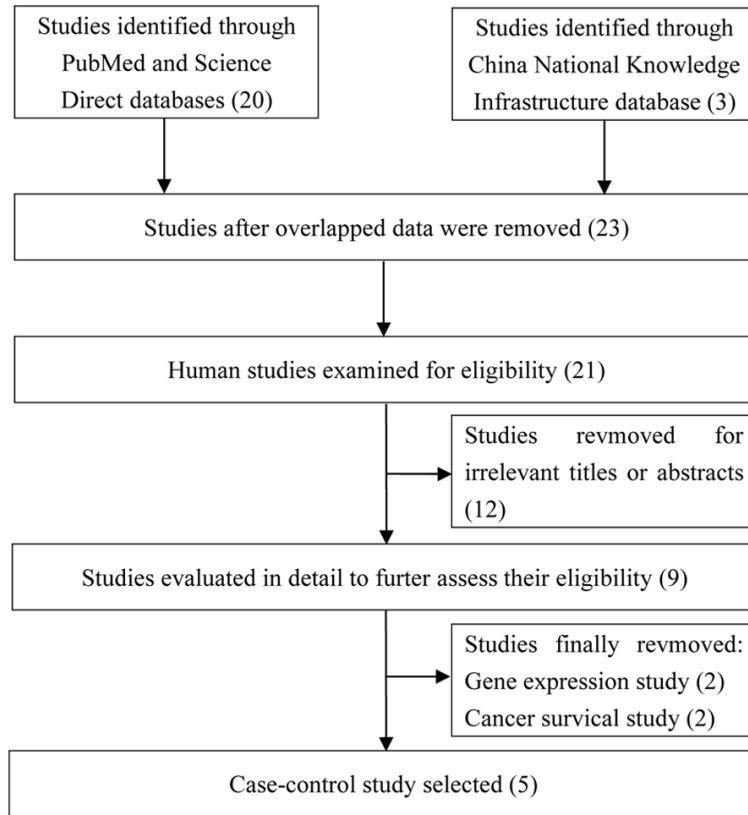 Studies identified through
PubMed and Science
Direct databases (20)
Studies identified through
China National Knowledge
Infrastructure database (3)
Studies after overlapped data were removed (23)
Human studies examined for eligibility (21)
Studies revmoved for
irrelevant titles or abstracts
(12)
Studies evaluated in detail to furter assess their eligibility (9)
Studies finally revmoved:
Gene expression study (2)
Cancer survical study (2)
Case-control study selected (5)